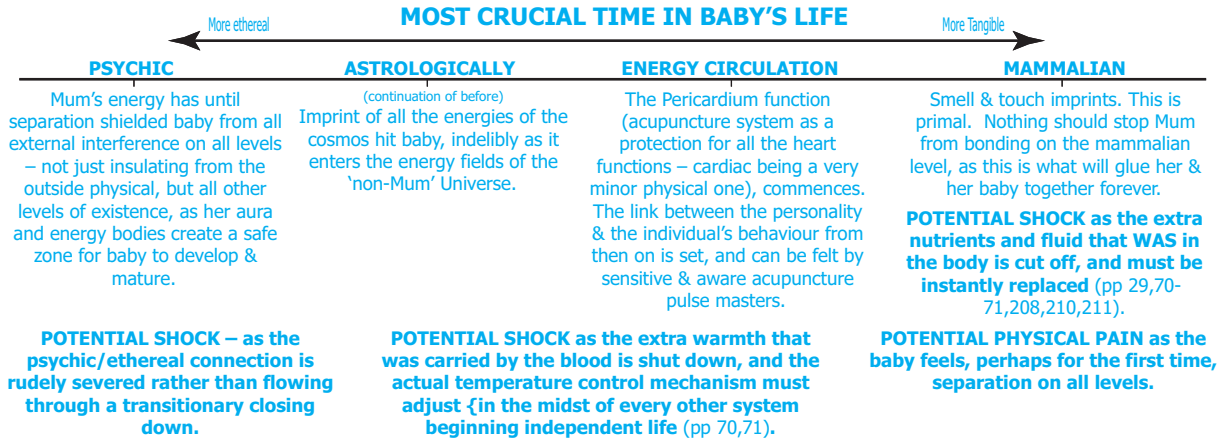 MOST CRUCIAL TIME IN BABY'S LIFE
More ethereal
More Tangible
PSYCHIC
Mum's energy has until
separation shielded baby from all
external interference on all levels
– not just insulating from the
outside physical, but all other
levels of existence, as her aura
and energy bodies create a safe
zone for baby to develop &
mature.
POTENTIAL SHOCK – as the
psychic/ethereal connection is
rudely severed rather than flowing
through a transitionary closing
down.
ASTROLOGICALLY
(continuation of before)
Imprint of all the energies of the
cosmos hit baby, indelibly as it
enters the energy fields of the
'non-Mum' Universe.
ENERGY CIRCULATION
The Pericardium function
(acupuncture system as a
protection for all the heart
functions – cardiac being a very
minor physical one), commences.
The link between the personality
& the individual's behaviour from
then on is set, and can be felt by
sensitive & aware acupuncture
pulse masters.
POTENTIAL SHOCK as the extra warmth that
was carried by the blood is shut down, and the
actual temperature control mechanism must
adjust {in the midst of every other system
beginning independent life (pp 70,71).
MAMMALIAN
Smell & touch imprints. This is
primal. Nothing should stop Mum
from bonding on the mammalian
level, as this is what will glue her &
her baby together forever.
POTENTIAL SHOCK as the extra
nutrients and fluid that WAS in
the body is cut off, and must be
instantly replaced (pp 29,70-
71,208,210,211).
POTENTIAL PHYSICAL PAIN as the
baby feels, perhaps for the first time,
separation on all levels.